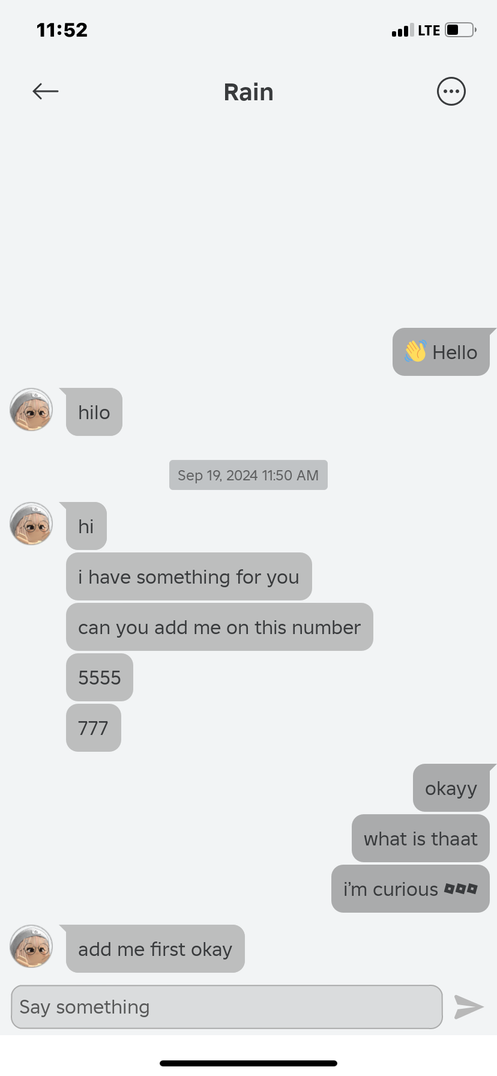 11:52
LTE
Rain
👋 Hello
hilo
Sep 19, 2024 11:50 AM
hi
i have something for you
can you add me on this number
5555
777
okayy
what is thaat
i'm curious
add me first okay
Say something